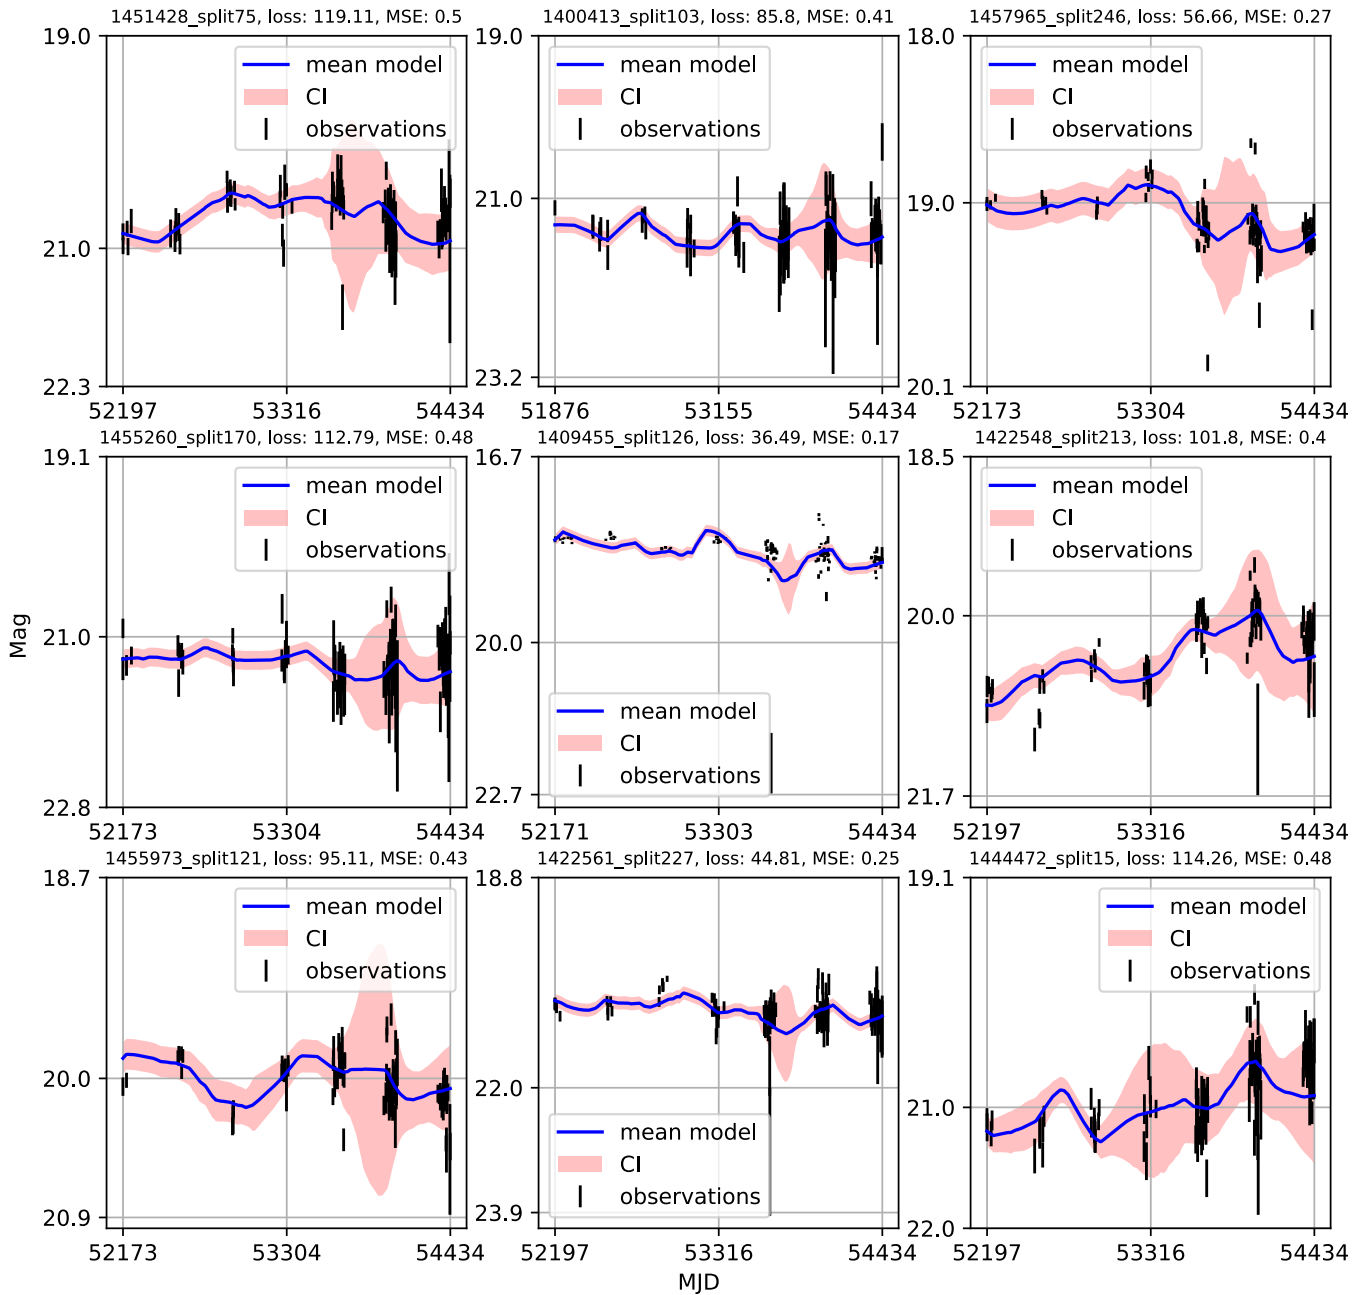 1451428_split75, loss: 119.11, MSE: 0.5
19.0
21.0
22.3
mean model
CI
observations
52197 53316 54434
1400413_split103, loss: 85.8, MSE: 0.41
19.0
21.0
23.2
mean model
CI
observations
51876 53155 54434
1457965_split246, loss: 56.66, MSE: 0.27
18.0
19.0
20.1
mean model
CI
observations
52173 53304 54434
1455260_split170, loss: 112.79, MSE: 0.48
19.1
21.0
22.8
mean model
CI
observations
52173 53304 54434
Mag
1409455_split126, loss: 36.49, MSE: 0.17
16.7
20.0
22.7
mean model
CI
observations
52171 53303 54434
1422548_split213, loss: 101.8, MSE: 0.4
18.5
20.0
21.7
mean model
CI
observations
52197 53316 54434
1455973_split121, loss: 95.11, MSE: 0.43
18.7
20.0
20.9
mean model
CI
observations
52173 53304 54434
1422561_split227, loss: 44.81, MSE: 0.25
18.8
22.0
23.9
mean model
CI
observations
52197 53316 54434
1444472_split15, loss: 114.26, MSE: 0.48
19.1
21.0
22.0
mean model
CI
observations
52197 53316 54434
MJD